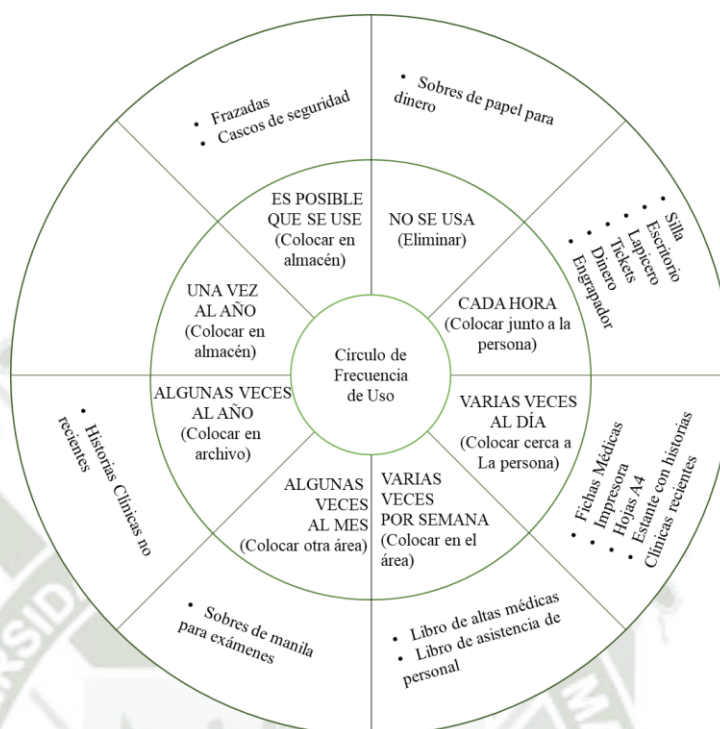 • Frazadas
• Cascos de seguridad
• Sobres de papel para
dinero
• Silla
• Escritorio
• Lapicero
• Tickets
• Dinero
• Engrapador
ES POSIBLE
QUE SE USE
(Colocar en
almacén)
NO SE USA
(Eliminar)
UNA VEZ
AL AÑO
(Colocar en
almacén)
CADA HORA
(Colocar junto a la
persona)
Círculo de
Frecuencia
de Uso
ALGUNAS VECES
AL AÑO
(Colocar en
archivo)
VARIAS VECES
AL DÍA
(Colocar cerca a
La persona)
ALGUNAS
VECES
AL MES
(Colocar otra área)
VARIAS
VECES
POR SEMANA
(Colocar en el
área)
• Historias Clínicas no
recientes
• Fichas Médicas
• Impresora
• Hojas A4
• Estante con historias
Clínicas recientes
• Sobres de manila
para exámenes
• Libro de altas médicas
• Libro de asistencia de
personal
ERSID
MA